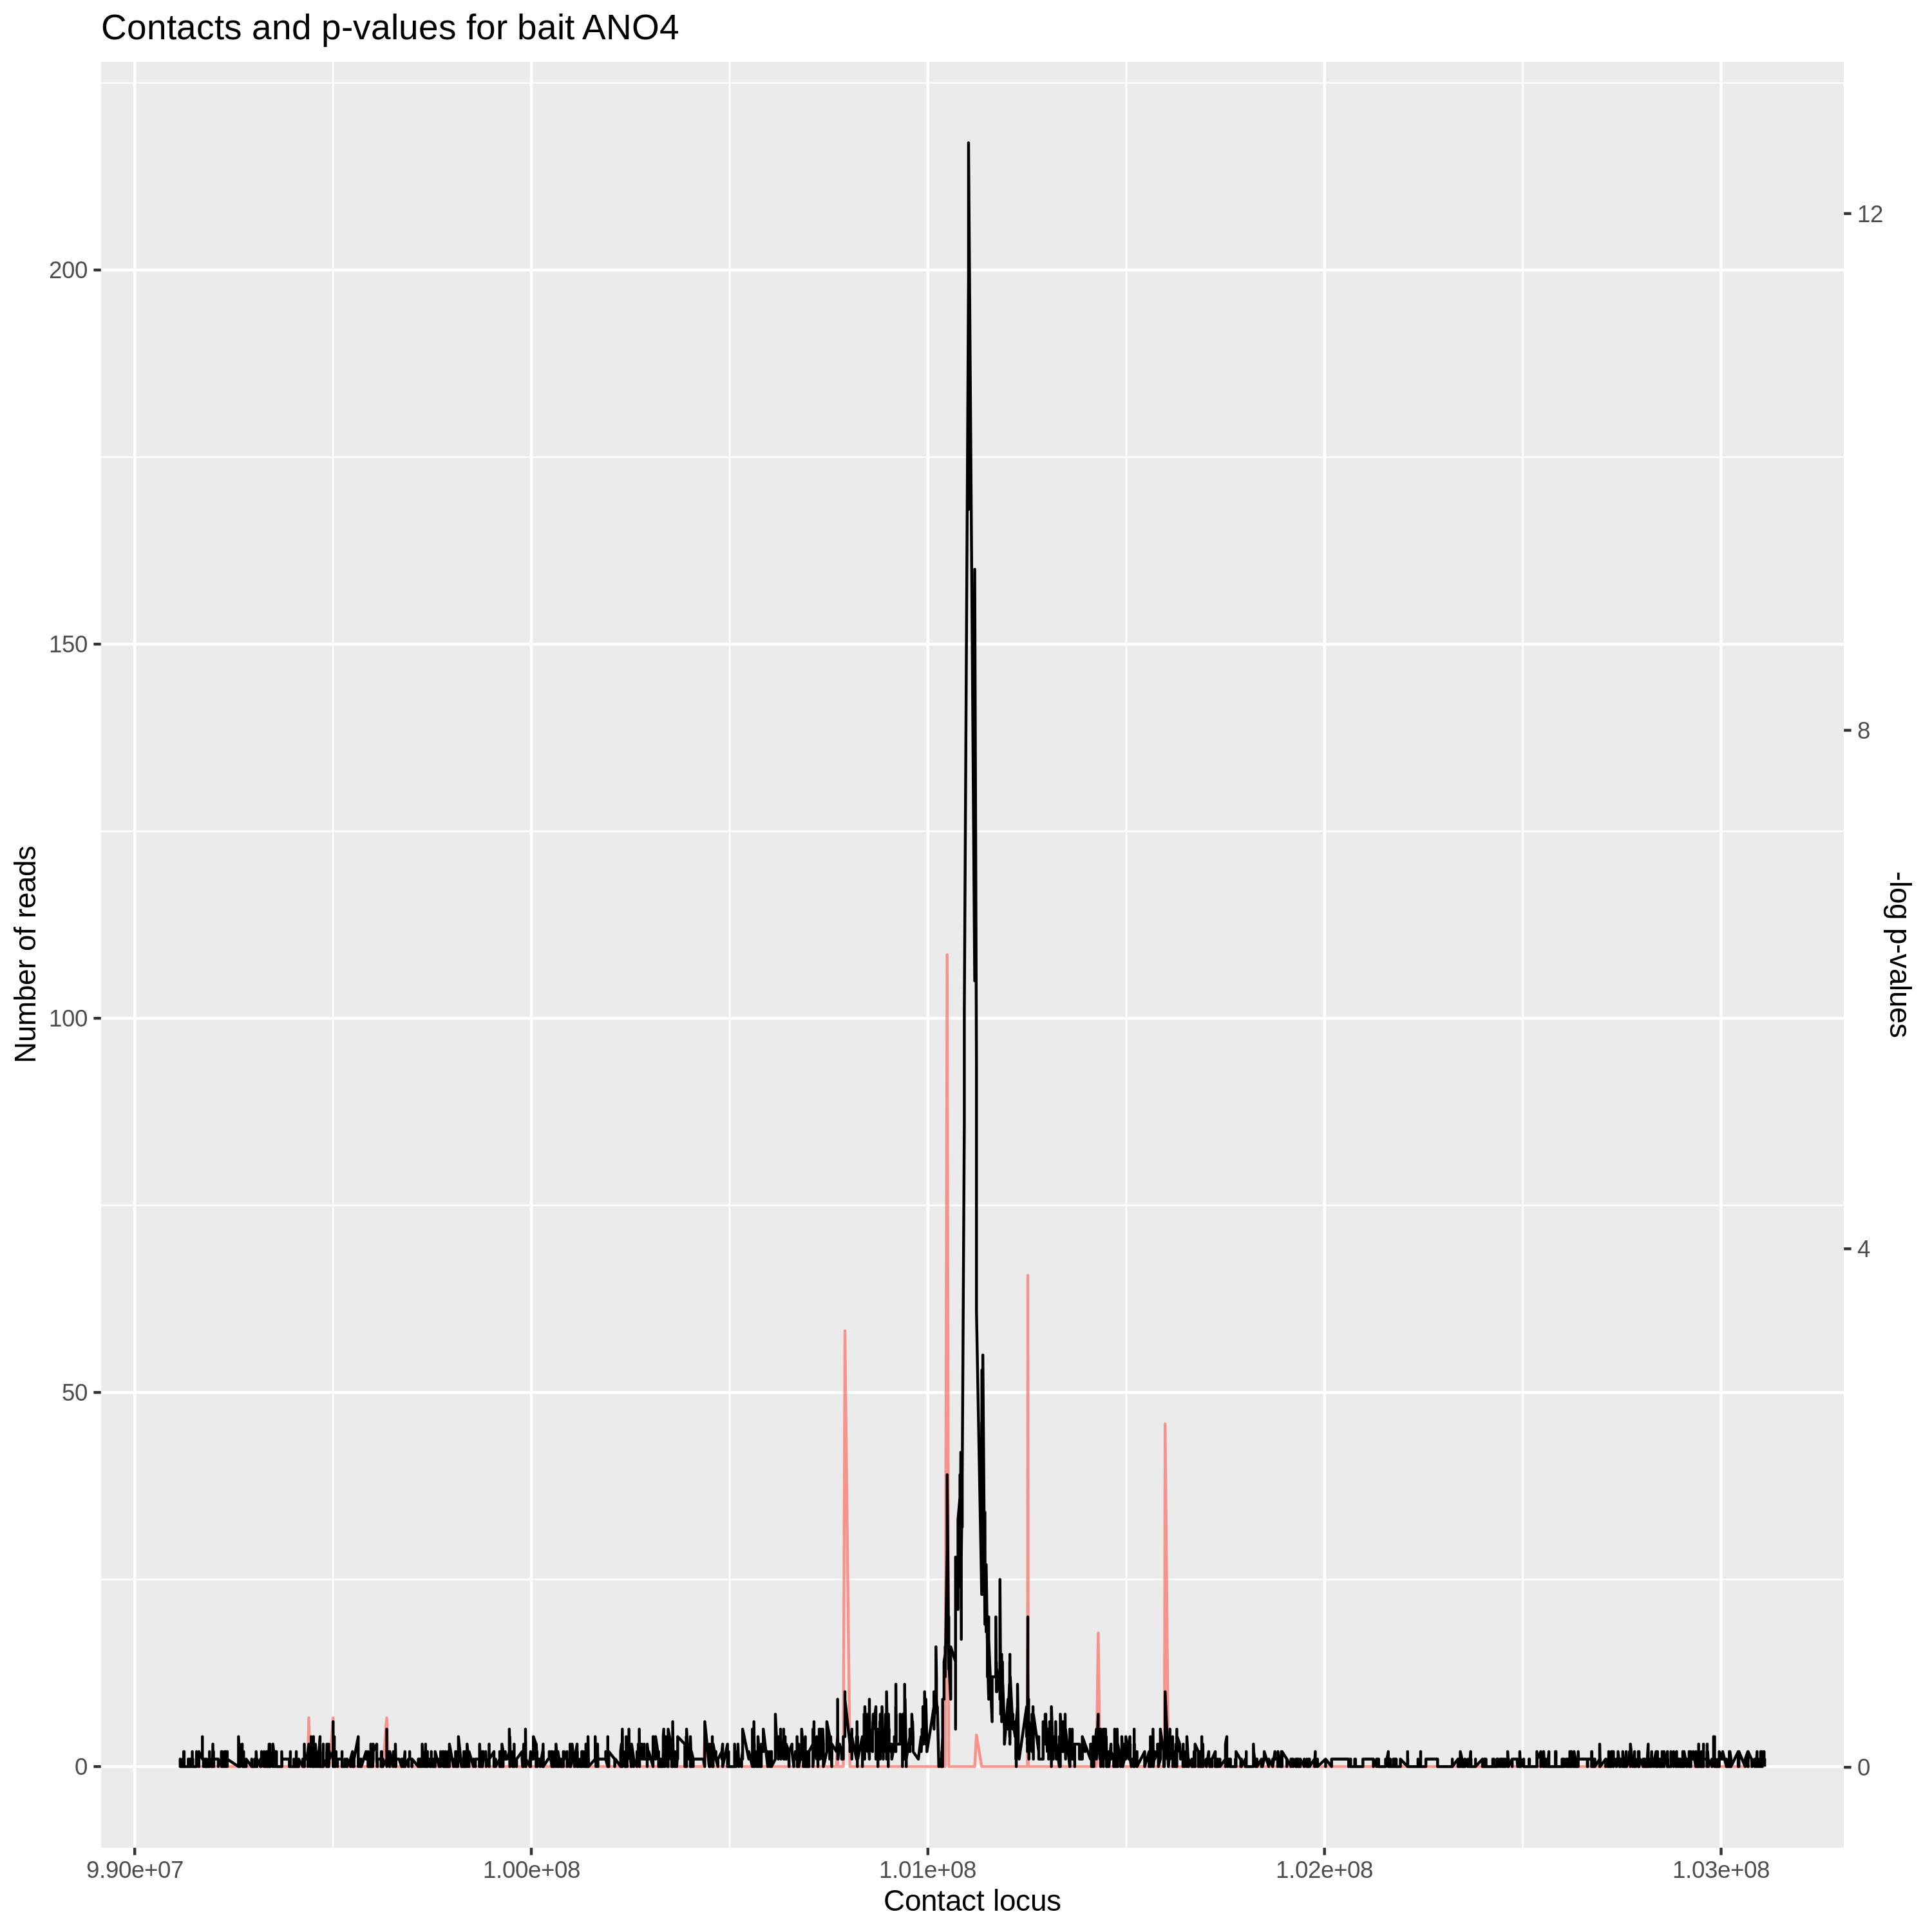 Contacts and p-values for bait ANO4
Number of reads
200
150
100
50
0
12
8
4
0
-log p-values
9.90e+07 1.00e+08 1.01e+08 1.02e+08 1.03e+08
Contact locus